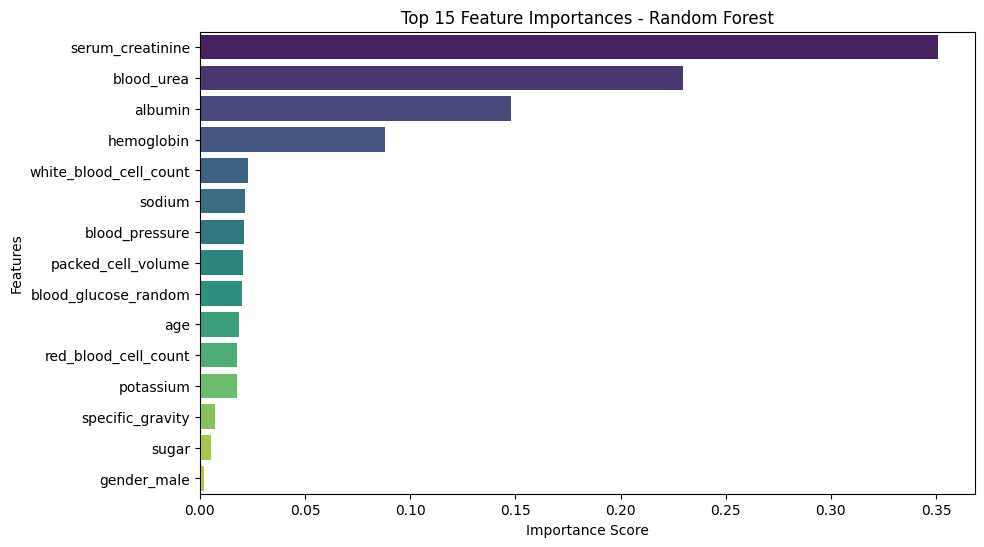 Top 15 Feature Importances - Random Forest
Features
serum_creatinine
blood_urea
albumin
hemoglobin
white_blood_cell_count
sodium
blood_pressure
packed_cell_volume
blood_glucose_random
age
red_blood_cell_count
potassium
specific_gravity
sugar
gender_male
0.00 0.05 0.10 0.15 0.20 0.25 0.30 0.35
Importance Score